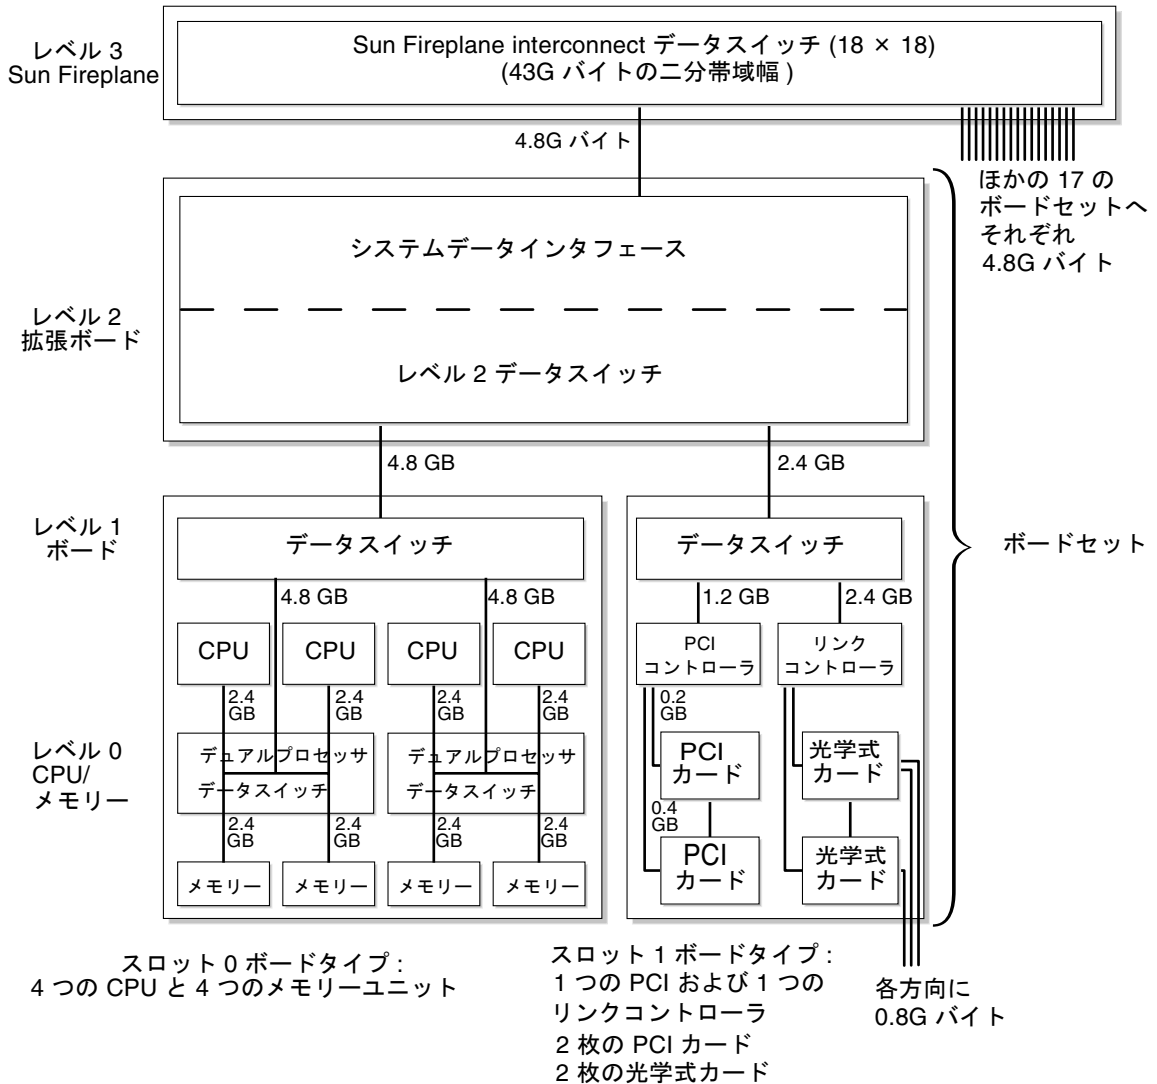 レベル 3
Sun Fireplane
Sun Fireplane interconnect データスイッチ (18 × 18)
(43G バイトの二分帯域幅 )
4.8G バイト
ほかの 17 の
ボードセットへ
それぞれ
4.8G バイト
レベル 2
拡張ボード
システムデータインタフェース
レベル 2 データスイッチ
4.8 GB
2.4 GB
レベル 1
ボード
データスイッチ
データスイッチ
ボードセット
4.8 GB
4.8 GB
1.2 GB
2.4 GB
CPU
CPU
CPU
CPU
PCI
コントローラ
リンク
コントローラ
2.4
GB
2.4
GB
2.4
GB
2.4
GB
0.2
GB
レベル 0
CPU/
メモリー
デュアルプロセッサ
データスイッチ
デュアルプロセッサ
データスイッチ
PCI
カード
光学式
カード
2.4
GB
2.4
GB
2.4
GB
2.4
GB
0.4
GB
メモリー
メモリー
メモリー
メモリー
PCI
カード
光学式
カード
スロット 0 ボードタイプ :
4 つの CPU と 4 つのメモリーユニット
スロット 1 ボードタイプ :
1 つの PCI および 1 つの
リンクコントローラ
2 枚の PCI カード
2 枚の光学式カード
各方向に
0.8G バイト